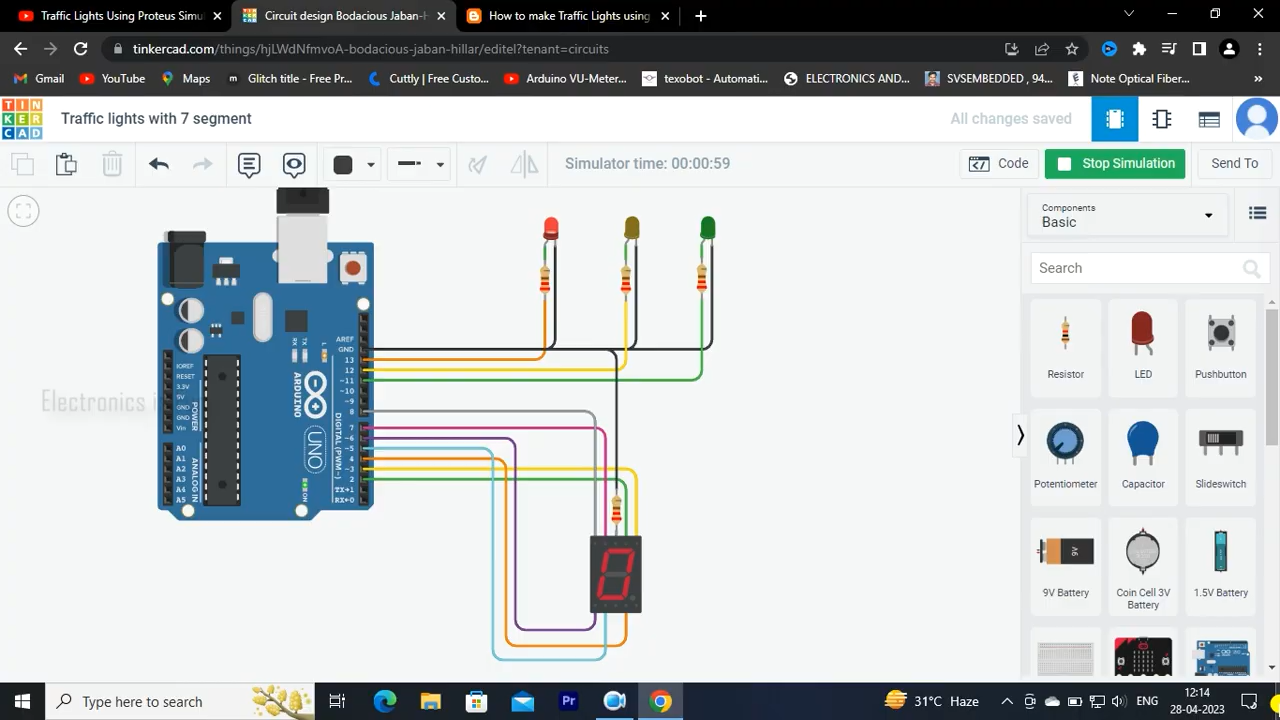 Traffic Lights Using Proteus Simu
Circuit design Bodacious Jaban-H
How to make Traffic Lights using
tinkercad.com/things/hjLWdNfmvoA-bodacious-jaban-hillar/editel?tenant=circuits
Gmail
YouTube
Maps
Glitch title - Free Pr...
Cuttly | Free Custo...
Arduino VU-Meter...
texobot - Automati...
ELECTRONICS AND...
SVSEMBEDDED , 94...
Note Optical Fiber...
TIN
KER
CAD
Traffic lights with 7 segment
All changes saved
Simulator time: 00:00:59
Code
Stop Simulation
Send To
Components
Basic
Search
Resistor
LED
Pushbutton
Potentiometer
Capacitor
Slideswitch
9V
9V Battery
Coin Cell 3V
Battery
1.5V Battery
AREF
GND
13
12
~11
~10
~9
8
7
~6
~5
4
~3
2
TX→1
RX←0
IOREF
RESET
3.3V
5V
GND
GND
Vin
A0
A1
A2
A3
A4
A5
POWER
ANALOG IN
DIGITAL (PWM~)
ARDUINO
UNO
RX
TX
L
ON
0
Electronics
Type here to search
Pr
31°C Haze
ENG
12:14
28-04-2023